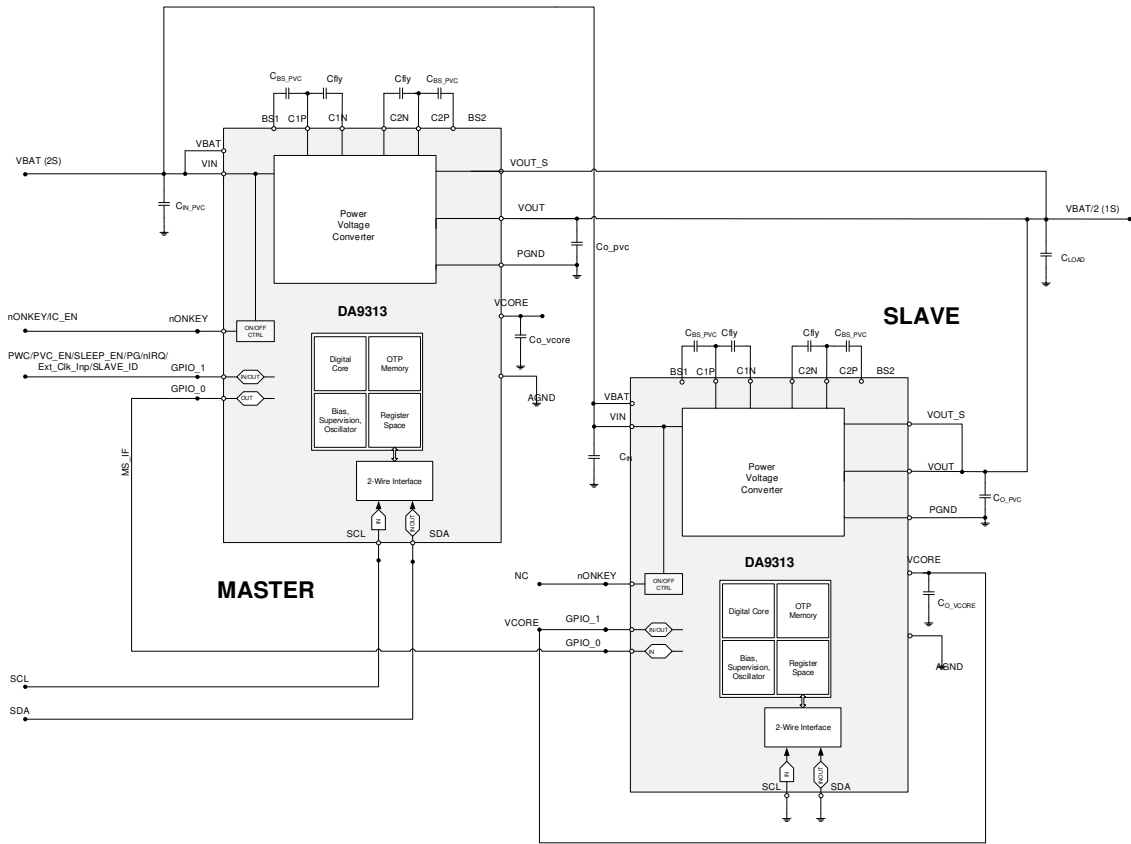 CBS_PVC
Cfly
Cfly
CBS_PVC
BS1
C1P
C1N
C2N
C2P
BS2
VBAT
VBAT (2S)
VIN
VOUT_S
CIN_PVC
Power
Voltage
Converter
VOUT
VBAT/2 (1S)
Co_pvc
PGND
CLOAD
DA9313
VCORE
nONKEY/IC_EN
nONKEY
ON/OFF
CTRL
Co_vcore
SLAVE
PWC/PVC_EN/SLEEP_EN/PG/nIRQ/
Ext_Clk_Inp/SLAVE_ID
GPIO_1
IN/OUT
GPIO_0
OUT
Digital
Core
OTP
Memory
Bias,
Supervision,
Oscillator
Register
Space
AGND
MS_IF
2-Wire Interface
IN
IN/OUT
SCL
SDA
MASTER
CBS_PVC
Cfly
Cfly
CBS_PVC
BS1
C1P
C1N
C2N
C2P
BS2
VBAT
VIN
VOUT_S
CIN
Power
Voltage
Converter
VOUT
CO_PVC
PGND
DA9313
VCORE
NC
nONKEY
ON/OFF
CTRL
CO_VCORE
VCORE
GPIO_1
IN/OUT
GPIO_0
IN
Digital Core
OTP
Memory
Bias,
Supervision,
Oscillator
Register
Space
AGND
SCL
SDA
2-Wire Interface
IN
IN/OUT
SCL
SDA